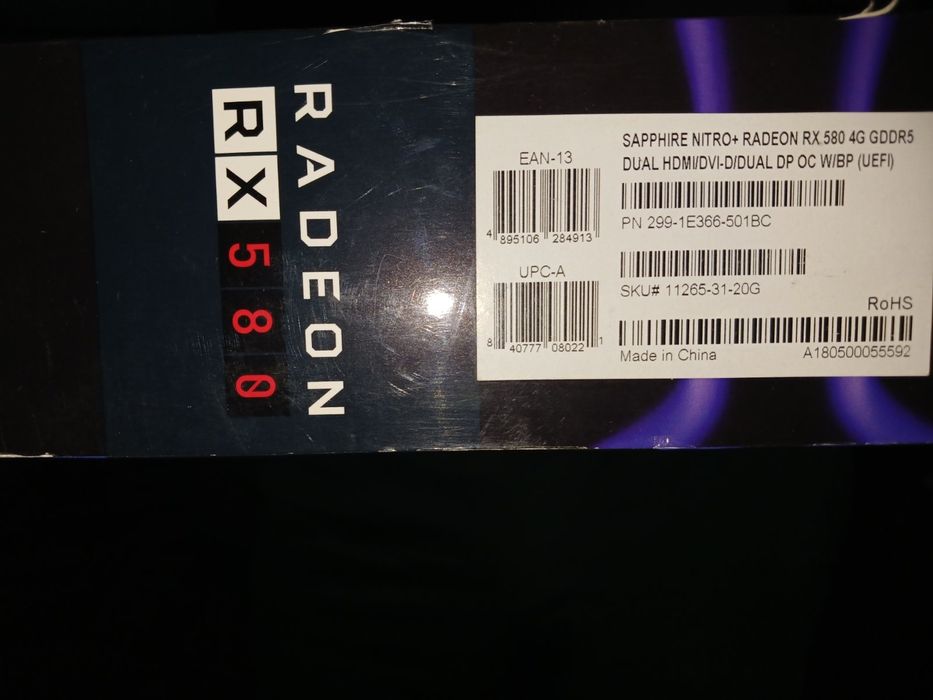 RADEON
RX 580
SAPPHIRE NITRO+ RADEON RX 580 4G GDDR5
DUAL HDMI/DVI-D/DUAL DP OC W/BP (UEFI)
EAN-13
4 895106 284913
PN 299-1E366-501BC
UPC-A
8 40777 08022 1
SKU# 11265-31-20G
RoHS
Made in China
A180500055592